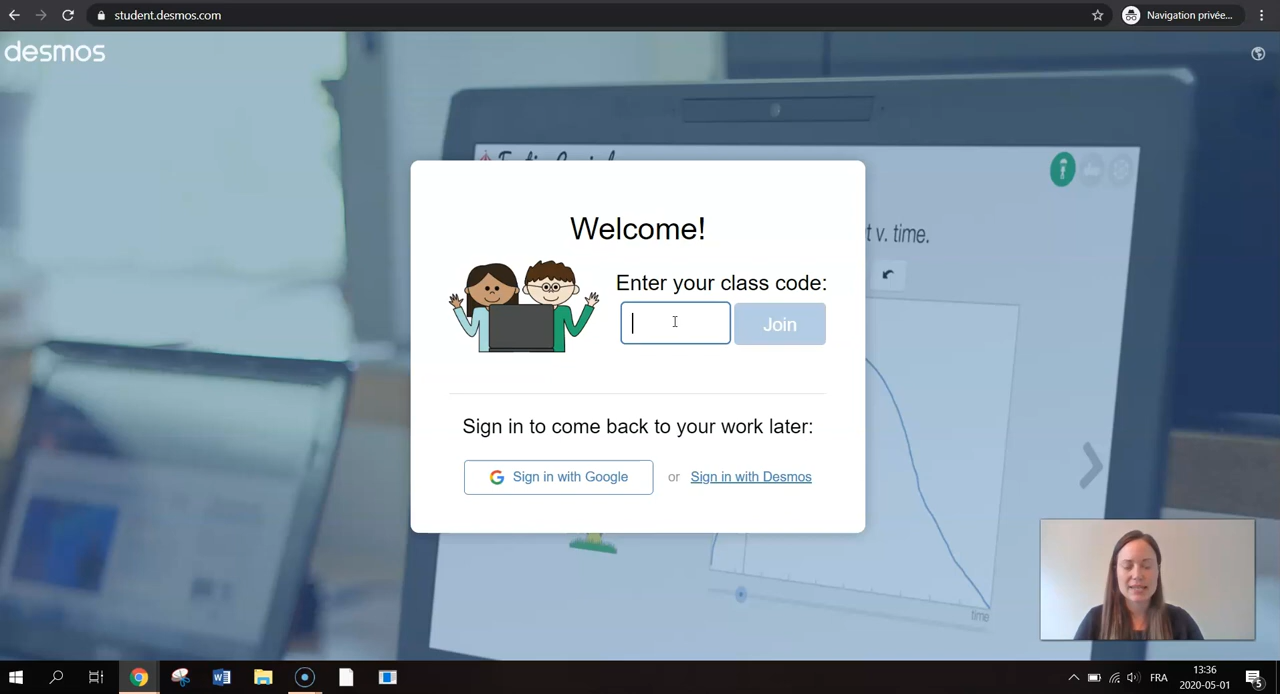 student.desmos.com
Navigation privée...
desmos
t v. time.
Welcome!
Enter your class code:
Join
Sign in to come back to your work later:
Sign in with Google
or
Sign in with Desmos
time
FRA
13:36
2020-05-01
5